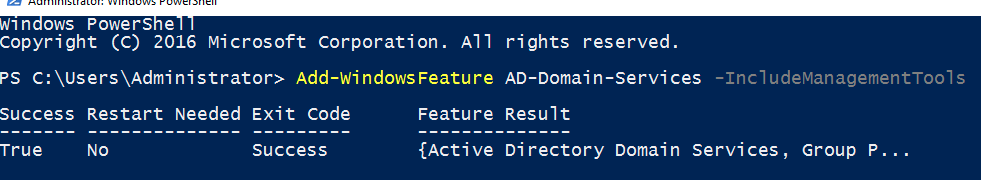 Administrator: Windows PowerShell
Windows PowerShell
Copyright (C) 2016 Microsoft Corporation. All rights reserved.
PS C:\Users\Administrator> Add-WindowsFeature AD-Domain-Services -IncludeManagementTools
Success Restart Needed Exit Code      Feature Result
------- -------------- ---------      --------------
True    No             Success        {Active Directory Domain Services, Group P...